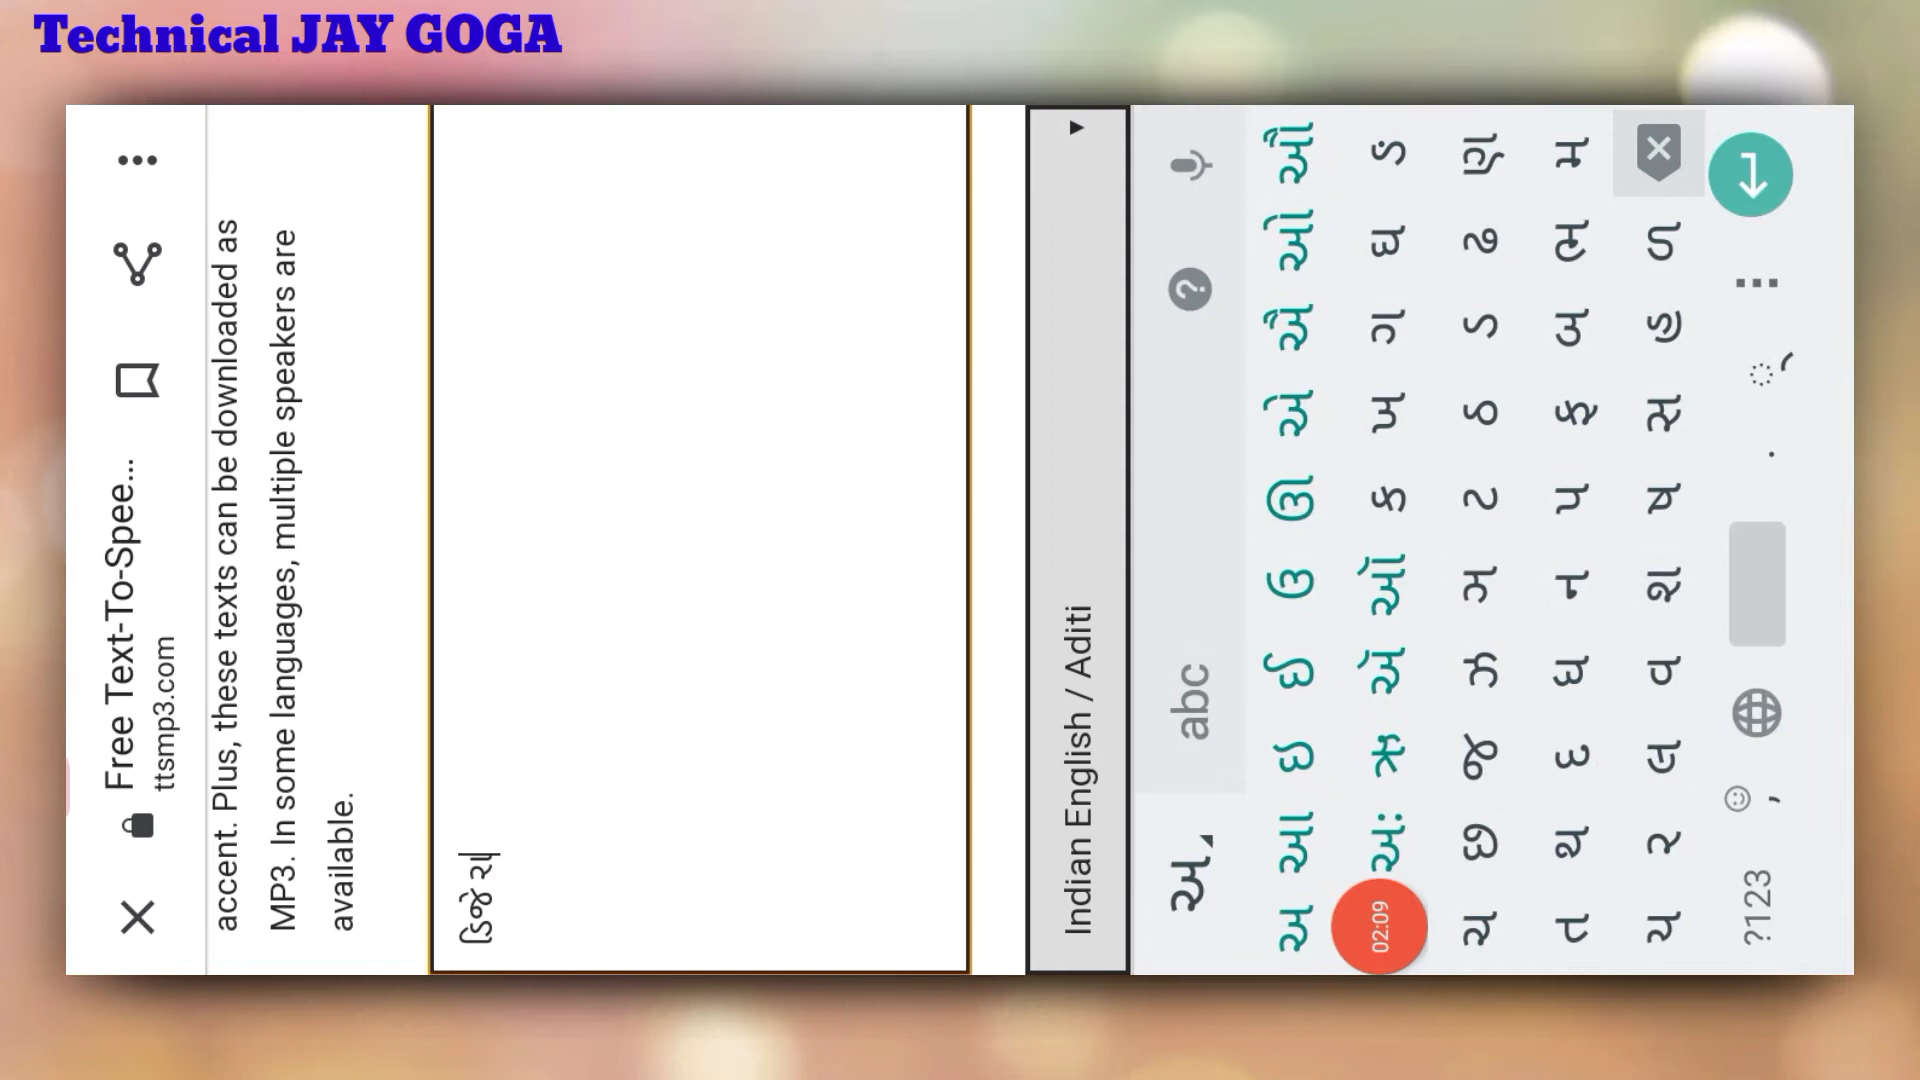 Technical JAY GOGA
Free Text-To-Spee...
ttsmp3.com
accent. Plus, these texts can be downloaded as
MP3. In some languages, multiple speakers are
available.
ડિજે રા
Indian English / Aditi
અ abc
અ આ ઇ ઈ ઉ ઊ એ ઐ ઓ ઔ
02:09 અઃ ઋ ઍ ઑ ક ખ ગ ઘ ઙ
ચ છ જ ઝ ઞ ટ ઠ ડ ઢ ણ
ત થ દ ધ ન પ ફ બ ભ મ
ય ર લ વ શ ષ સ હ ળ
?123 , .